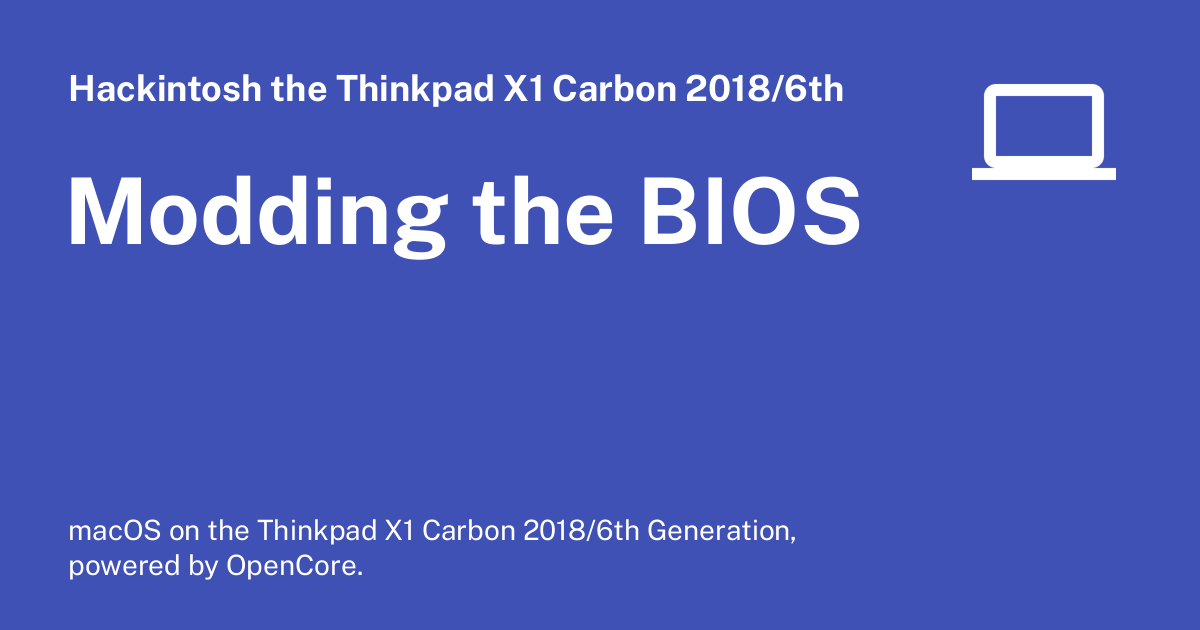 Hackintosh the Thinkpad X1 Carbon 2018/6th
Modding the BIOS
macOS on the Thinkpad X1 Carbon 2018/6th Generation,
powered by OpenCore.